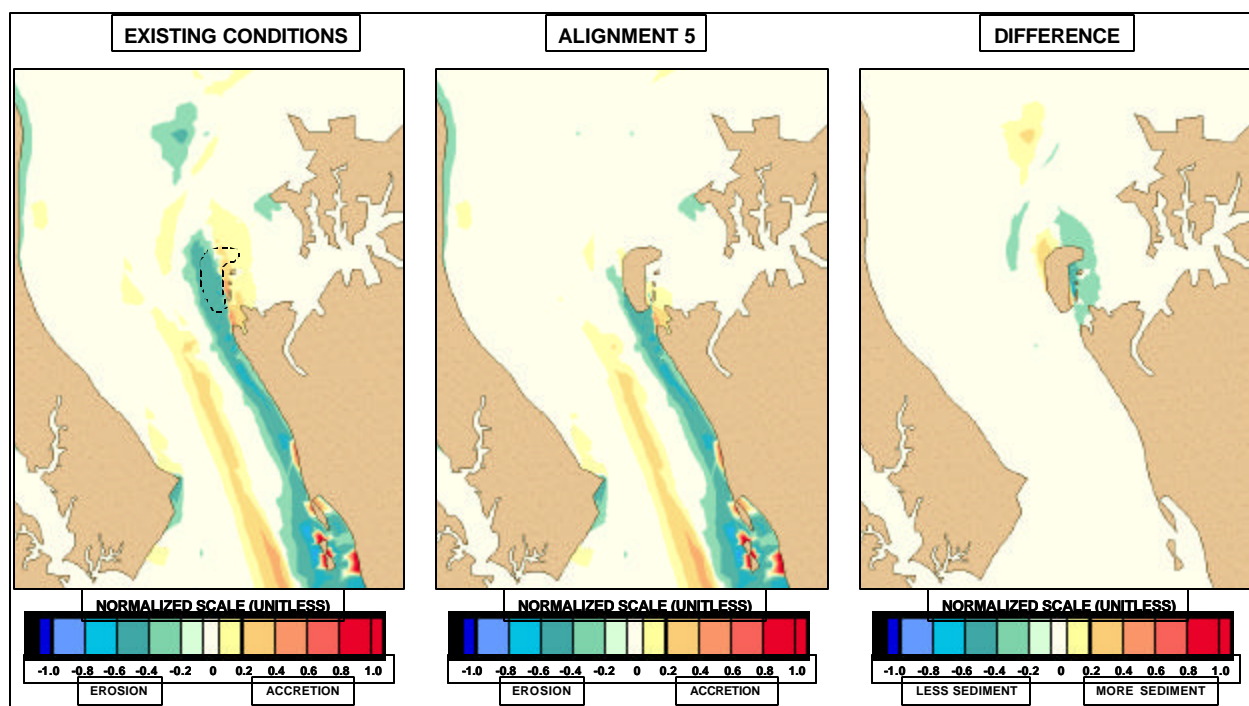 EXISTING CONDITIONS
ALIGNMENT 5
DIFFERENCE
NORMALIZED SCALE (UNITLESS)
-1.0 -0.8 -0.6 -0.4 -0.2 0 0.2 0.4 0.6 0.8 1.0
EROSION
ACCRETION
NORMALIZED SCALE (UNITLESS)
-1.0 -0.8 -0.6 -0.4 -0.2 0 0.2 0.4 0.6 0.8 1.0
EROSION
ACCRETION
NORMALIZED SCALE (UNITLESS)
-1.0 -0.8 -0.6 -0.4 -0.2 0 0.2 0.4 0.6 0.8 1.0
LESS SEDIMENT
MORE SEDIMENT